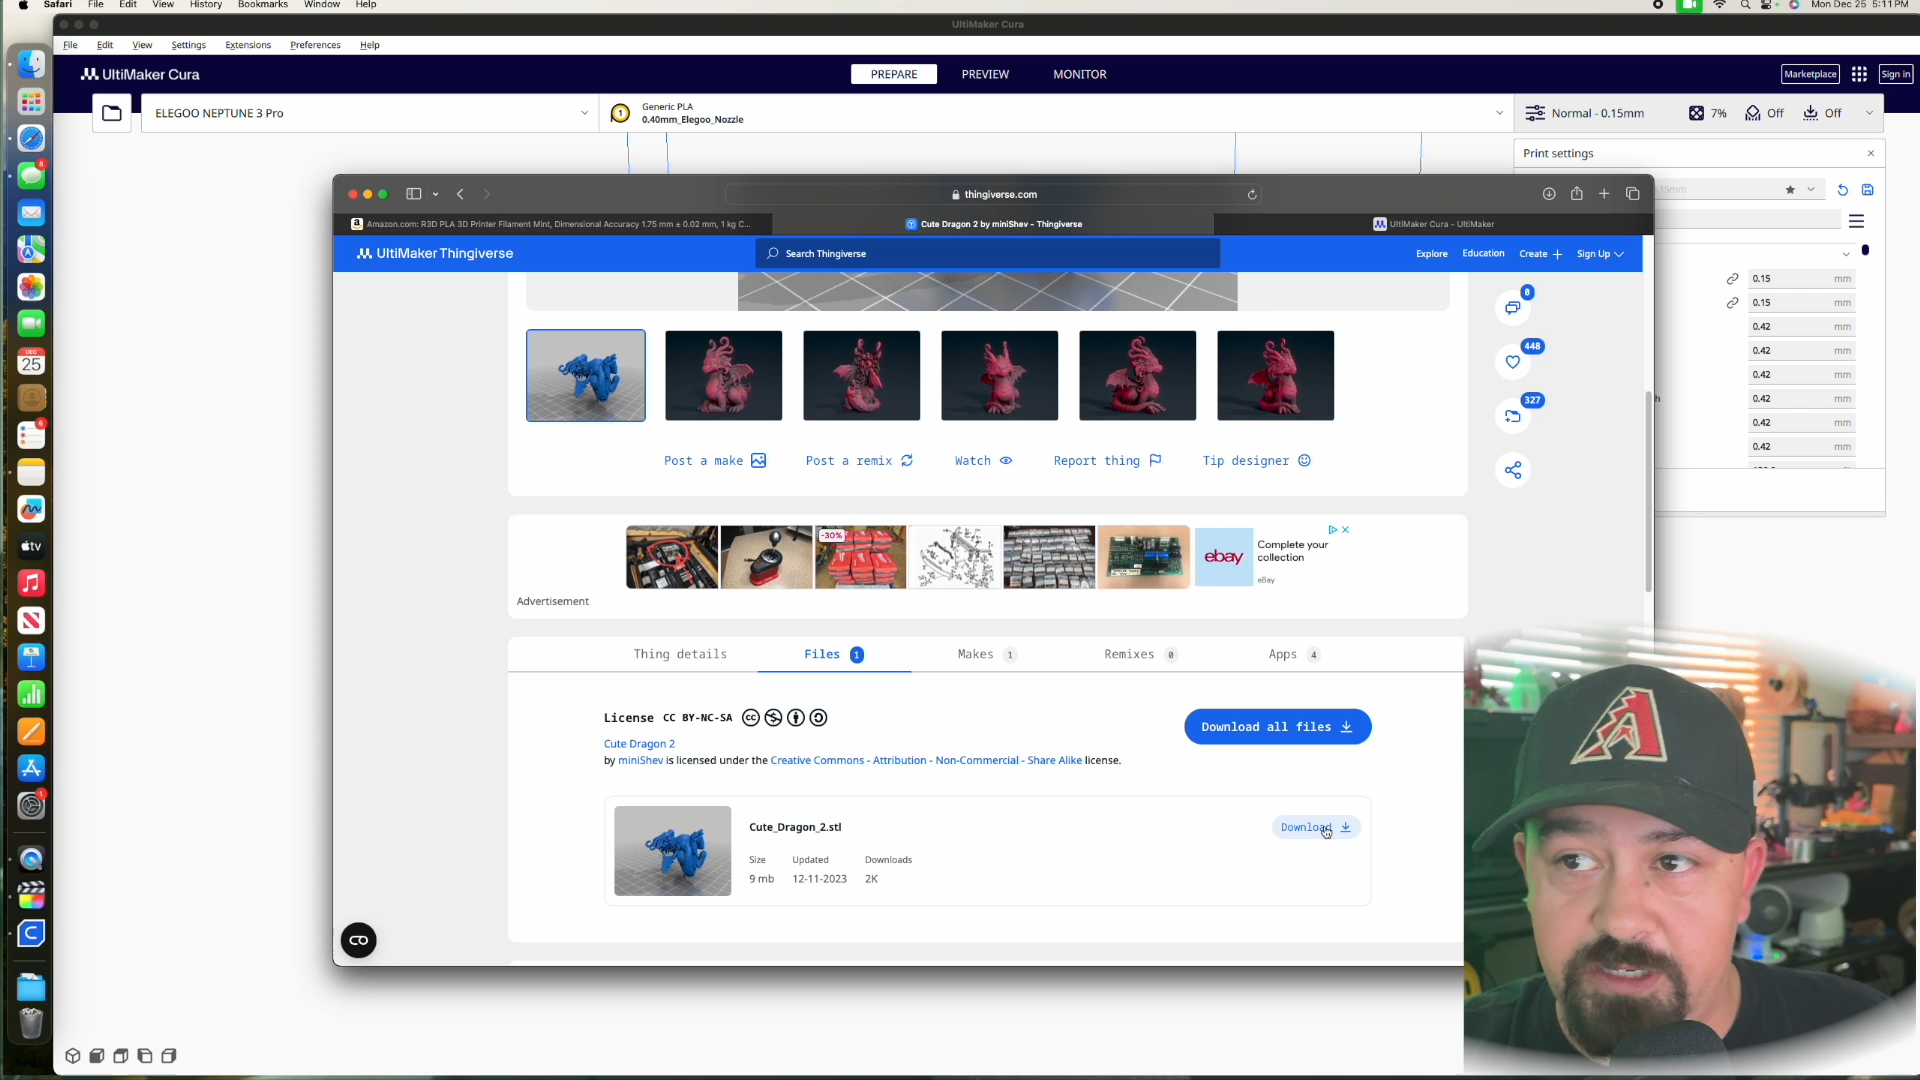 Safari File Edit View History Bookmarks Window Help Mon Dec 25 5:11 PM
UltiMaker Cura
File Edit View Settings Extensions Preferences Help
UltiMaker Cura PREPARE PREVIEW MONITOR Marketplace Sign in
ELEGOO NEPTUNE 3 Pro
1 Generic PLA
0.40mm_Elegoo_Nozzle
Normal - 0.15mm 7% Off Off
Print settings
thingiverse.com
Amazon.com: R3D PLA 3D Printer Filament Mint, Dimensional Accuracy 1.75 mm ± 0.02 mm, 1 kg C...
Cute Dragon 2 by miniShev - Thingiverse
UltiMaker Cura - UltiMaker
UltiMaker Thingiverse Search Thingiverse Explore Education Create Sign Up
0.15 mm
0.15 mm
0.42 mm
0.42 mm
0.42 mm
0.42 mm
0.42 mm
0.42 mm
0
448
327
Post a make Post a remix Watch Report thing Tip designer
-30%
ebay
Complete your
collection
eBay
Advertisement
Thing details Files 1 Makes 1 Remixes 0 Apps 4
License CC BY-NC-SA
Download all files
Cute Dragon 2
by miniShev is licensed under the Creative Commons - Attribution - Non-Commercial - Share Alike license.
Cute_Dragon_2.stl
Download
Size Updated Downloads
9 mb 12-11-2023 2K
8
DEC
25
6
tv
1
C
A